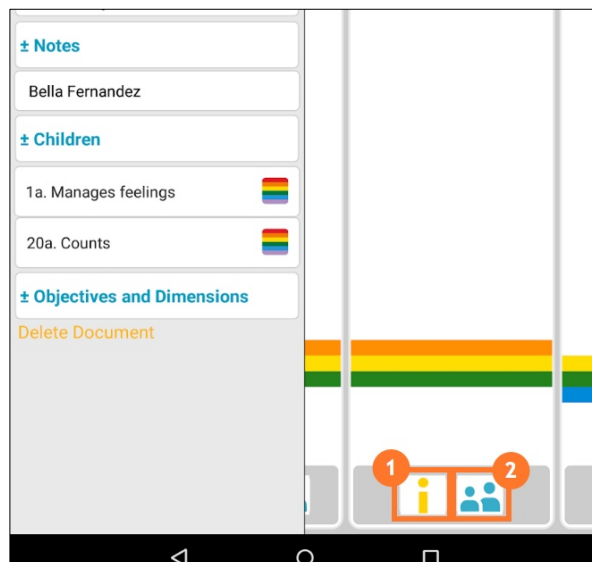 ± Notes
Bella Fernandez
± Children
1a. Manages feelings
20a. Counts
± Objectives and Dimensions
Delete Document
1
2